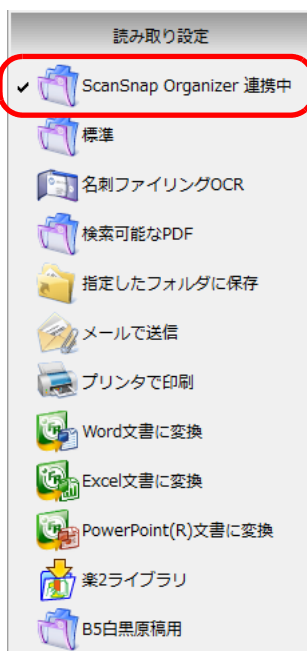 読み取り設定
ScanSnap Organizer 連携中
標準
名刺ファイリングOCR
検索可能なPDF
指定したフォルダに保存
メールで送信
プリンタで印刷
Word文書に変換
Excel文書に変換
PowerPoint(R)文書に変換
楽2ライブラリ
B5白黒原稿用